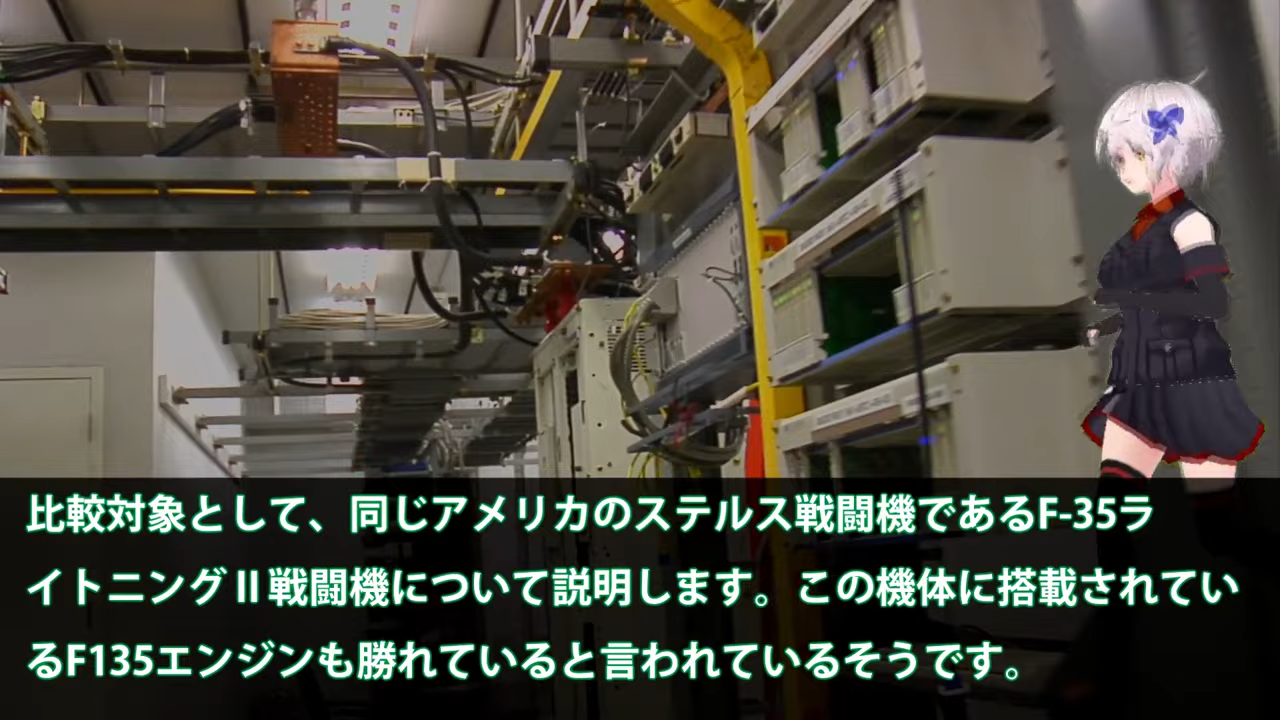 比較対象として、同じアメリカのステルス戦闘機であるF-35ラ
イトニングⅡ戦闘機について説明します。この機体に搭載されてい
るF135エンジンも勝れていると言われているそうです。